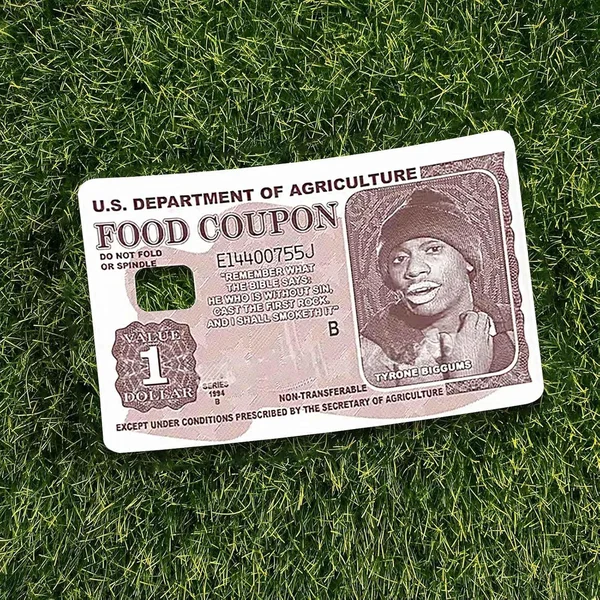 U.S. DEPARTMENT OF AGRICULTURE
FOOD COUPON
DO NOT FOLD
OR SPINDLE
E14400755J
"REMEMBER WHAT
THE BIBLE SAYS:
HE WHO IS WITHOUT SIN,
CAST THE FIRST ROCK.
AND I SHALL SMOKETH IT"
B
VALUE
1
DOLLAR
SERIES
1994
B
TYRONE BIGGUMS
NON-TRANSFERABLE
EXCEPT UNDER CONDITIONS PRESCRIBED BY THE SECRETARY OF AGRICULTURE